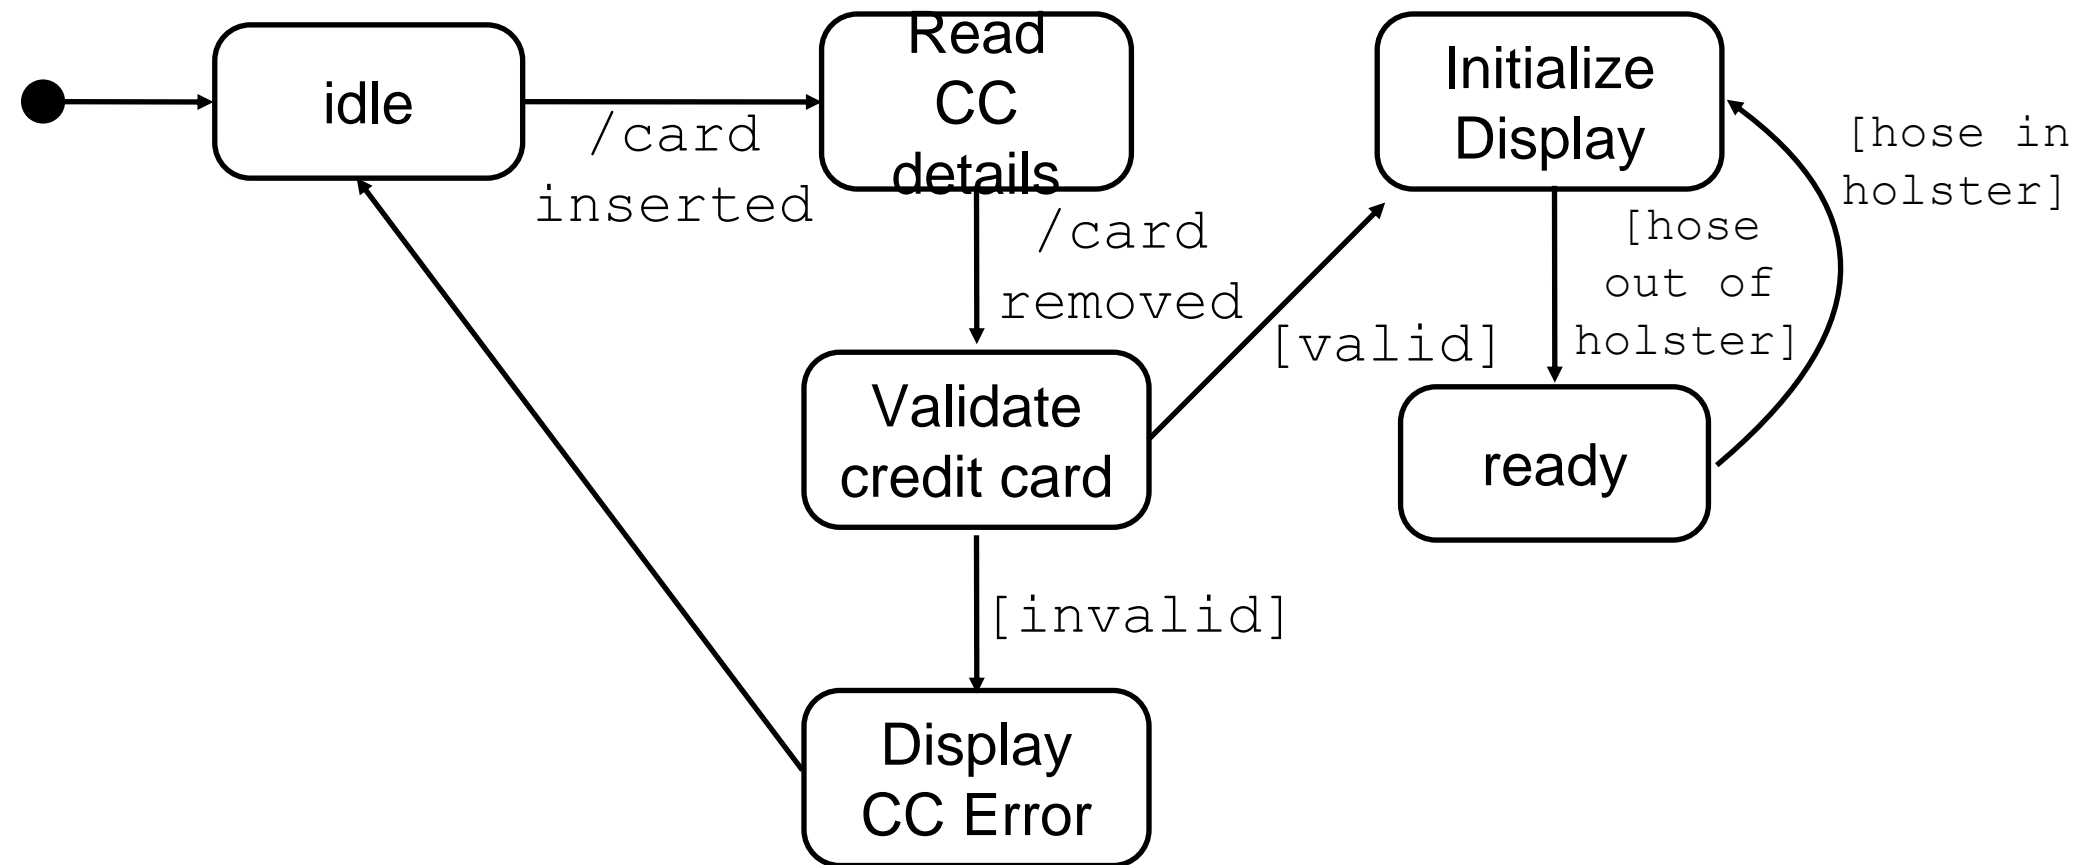 idle
/card
inserted
Read
CC
details
/card
removed
Validate
credit card
[valid]
[invalid]
Display
CC Error
Initialize
Display
[hose
out of
holster]
ready
[hose in
holster]